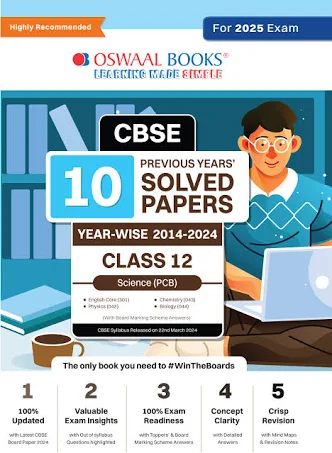 Highly Recommended
For 2025 Exam
OSWAAL BOOKS®
LEARNING MADE SIMPLE
CBSE
10
PREVIOUS YEARS'
SOLVED
PAPERS
YEAR-WISE 2014-2024
CLASS 12
Science (PCB)
• English Core (301)
• Chemistry (043)
• Physics (042)
• Biology (044)
(With Board Marking Scheme Answers)
CBSE Syllabus Released on 22nd March 2024
The only book you need to #WinTheBoards
1 2 3 4 5
100% Updated
with Latest CBSE Board Paper 2024
Valuable Exam Insights
with Out of syllabus Questions highlighted
100% Exam Readiness
with Toppers' & Board Marking Scheme Answers
Concept Clarity
with Detailed Answers
Crisp Revision
with Mind Maps & Revision Notes